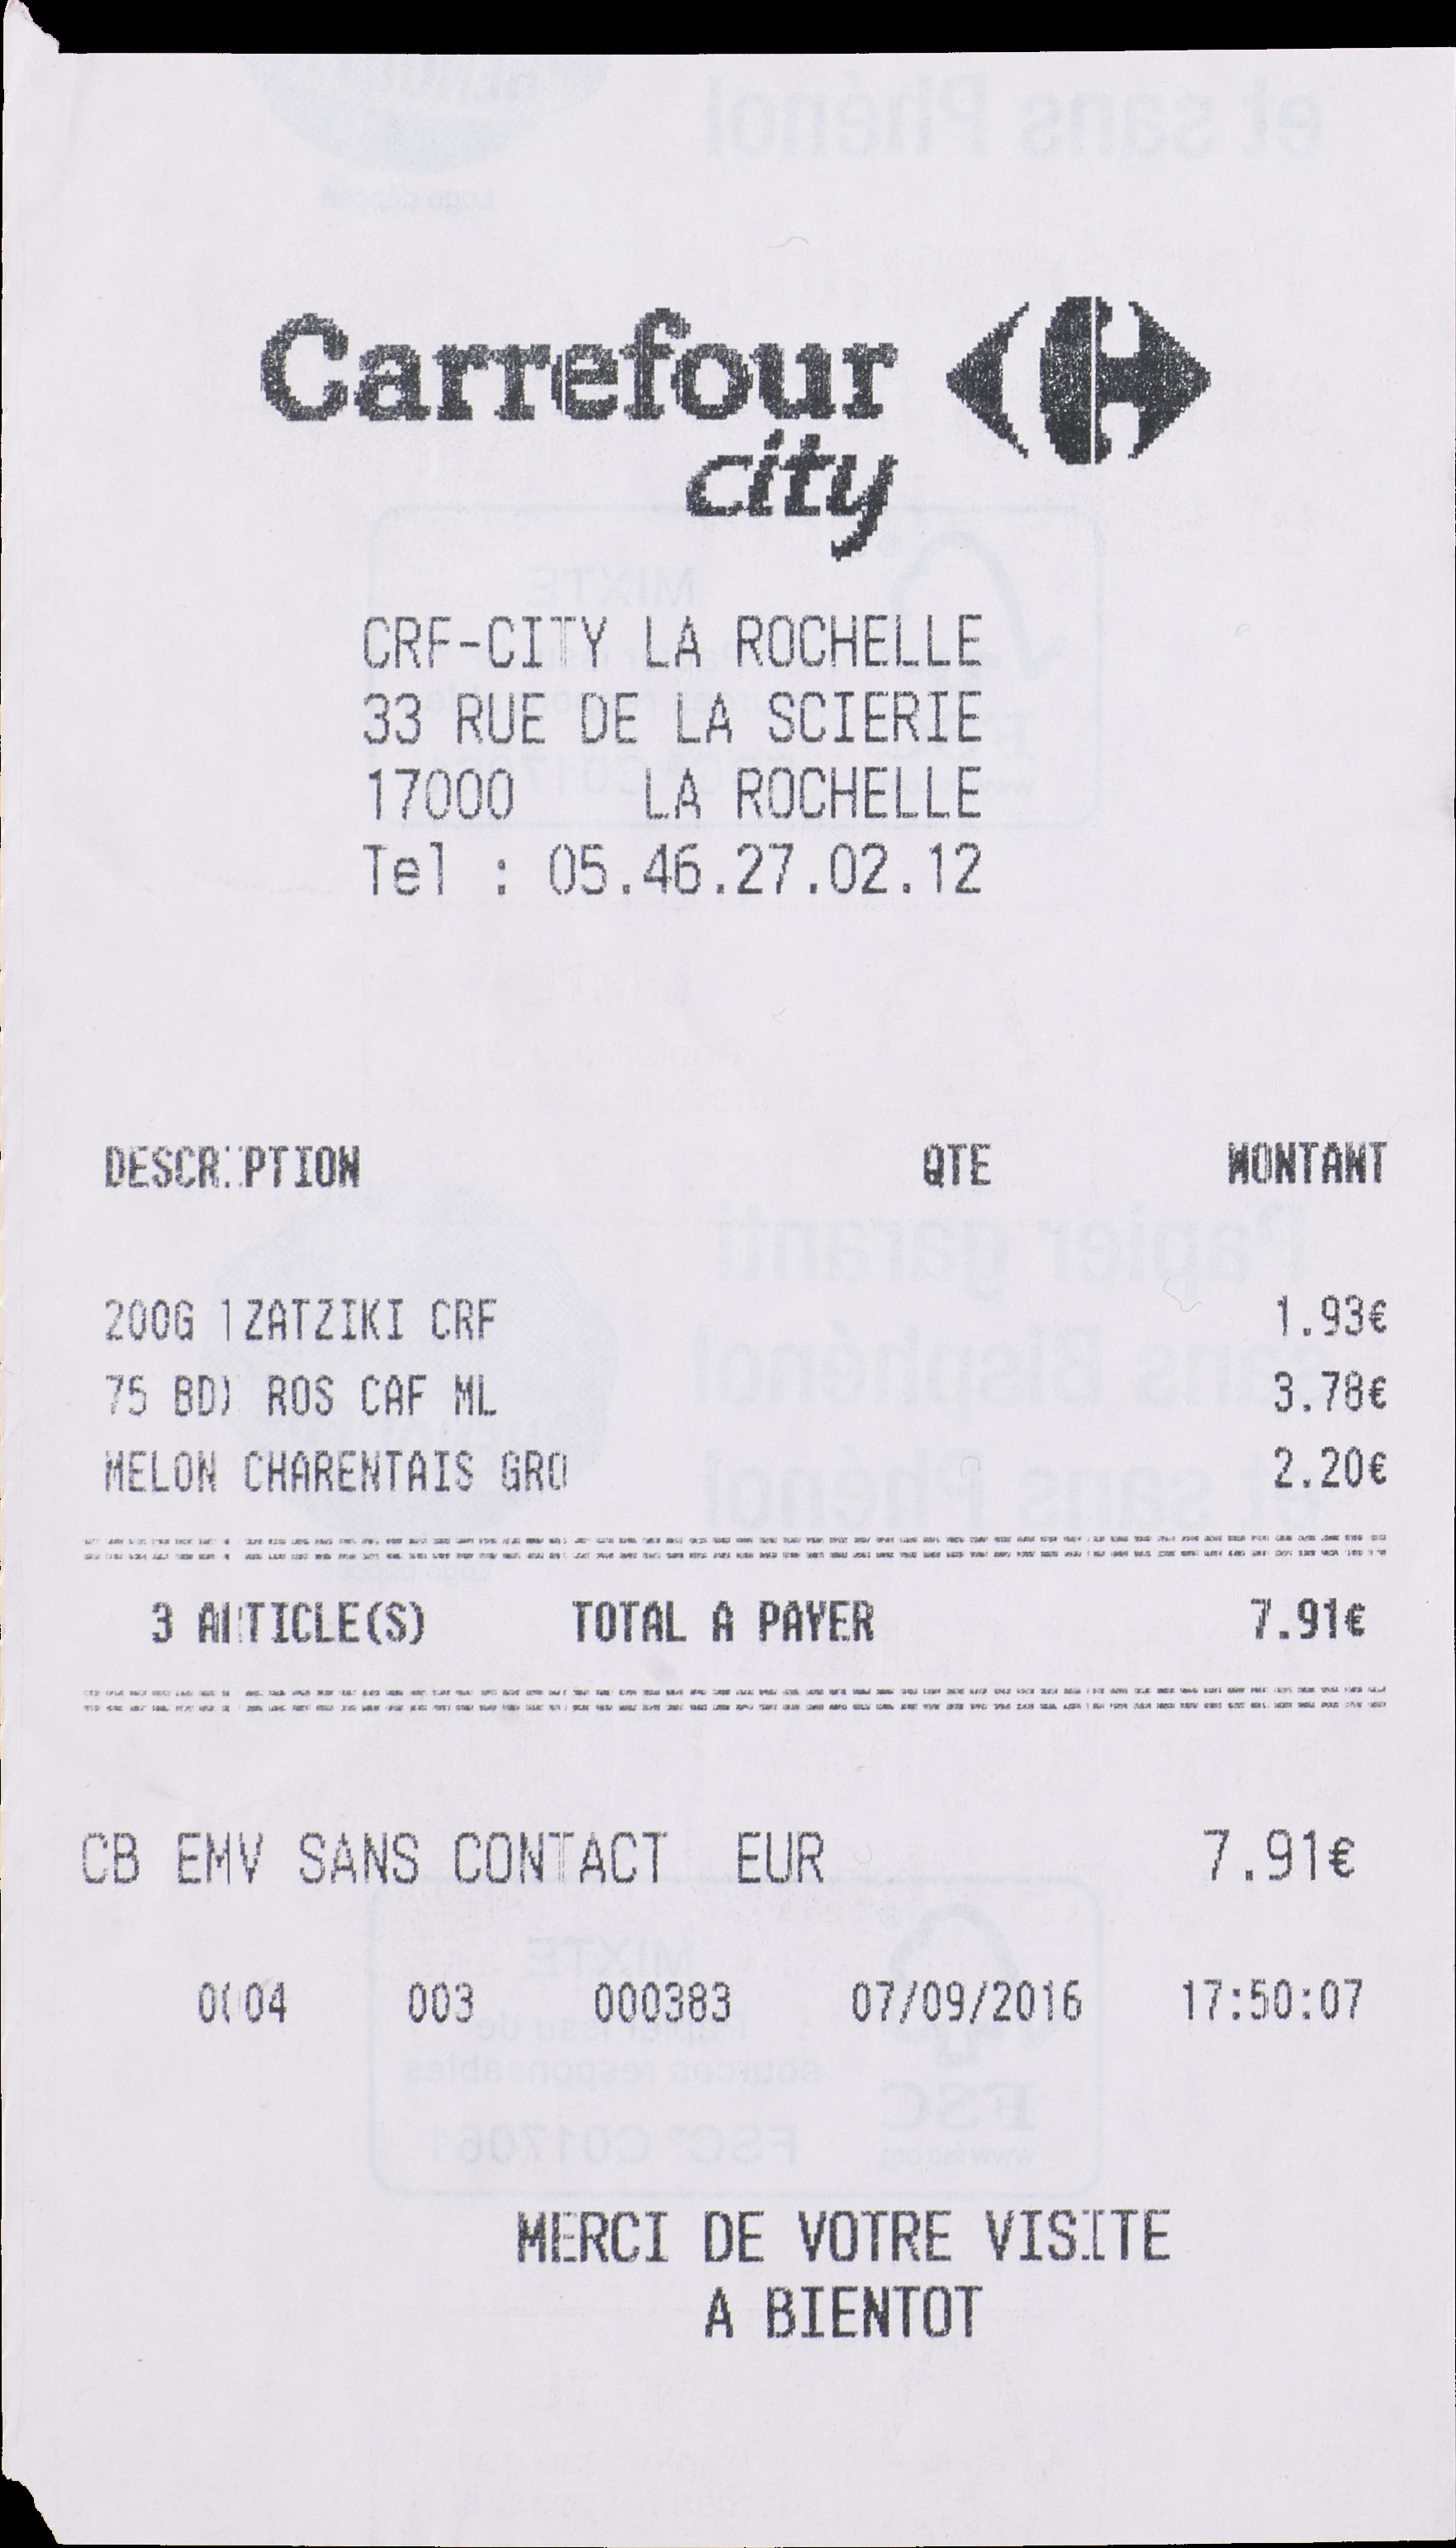 Carrefour
city
CRF-CITY LA ROCHELLE
33 RUE DE LA SCIERIE
17000 LA ROCHELLE
Tel : 05.46.27.02.12
DESCRIPTION QTE MONTANT
200G TZATZIKI CRF 1.93€
75 BDX ROS CAF ML 3.78€
MELON CHARENTAIS GRO 2.20€
3 ARTICLE(S) TOTAL A PAYER 7.91€
CB EMV SANS CONTACT EUR 7.91€
0004 003 000383 07/09/2016 17:50:07
MERCI DE VOTRE VISITE
A BIENTOT